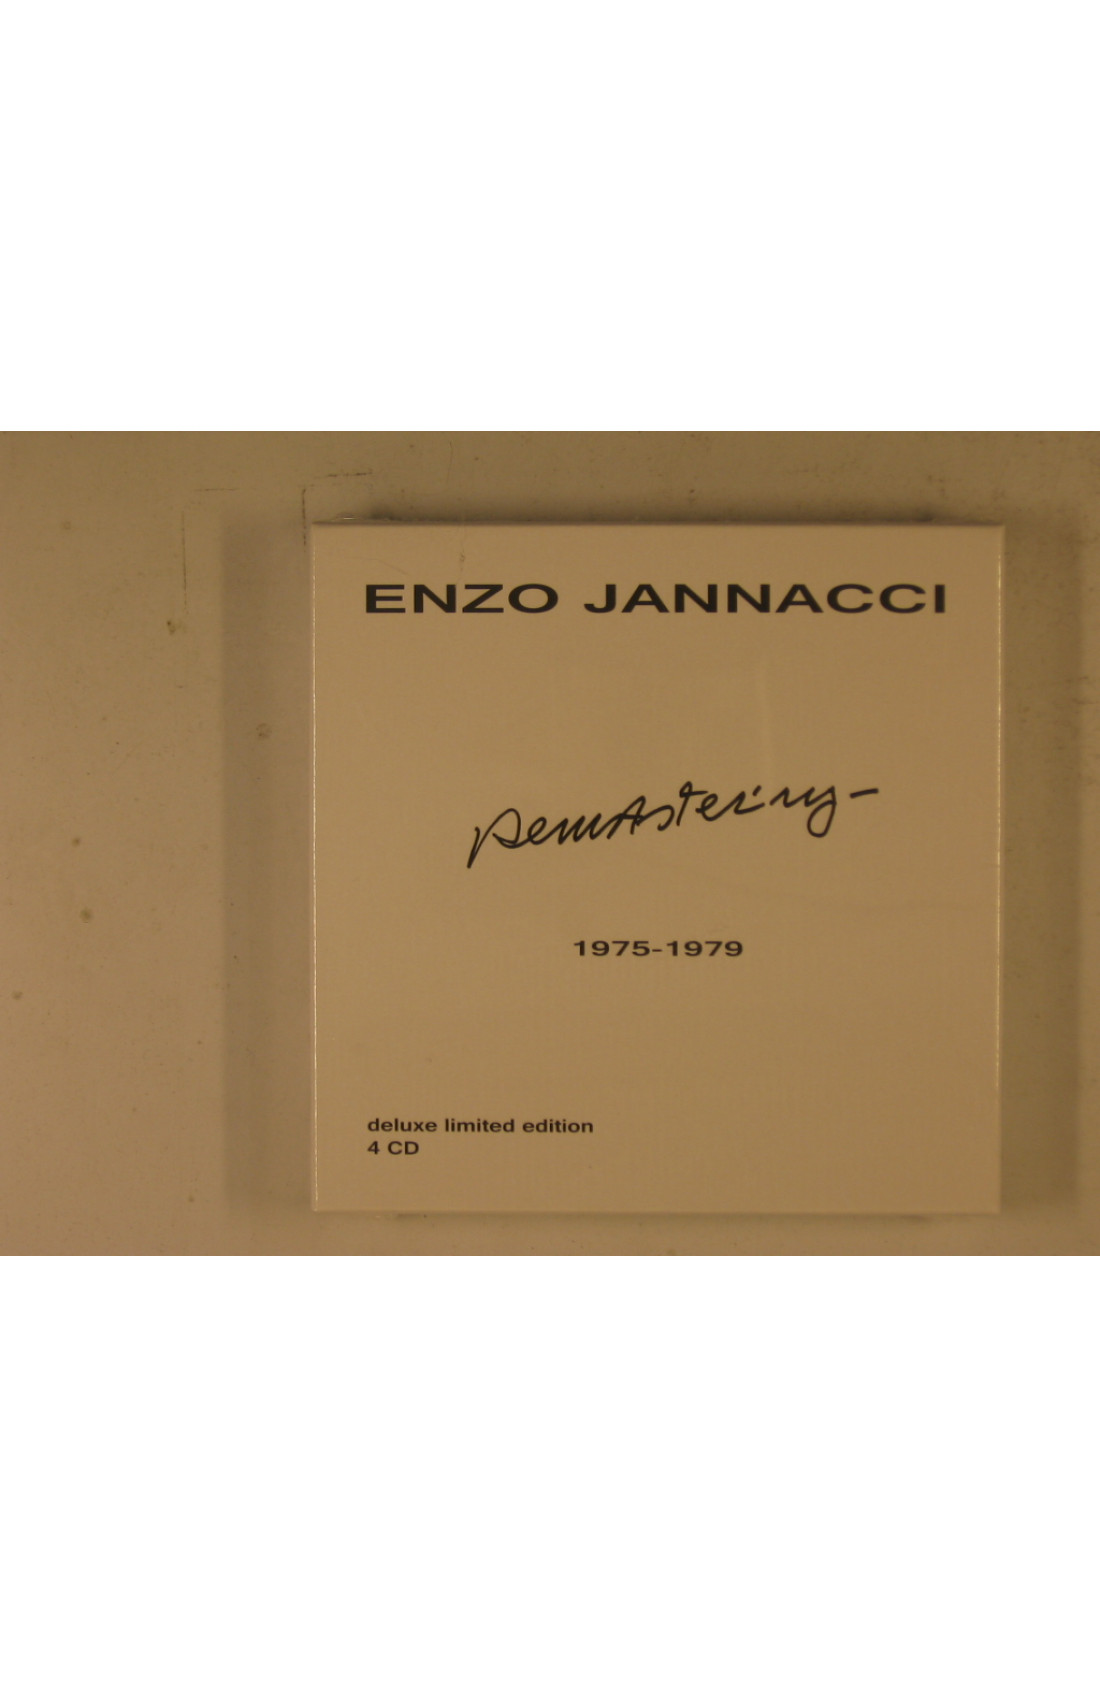 ENZO JANNACCI
Remastering-
1975-1979
deluxe limited edition
4 CD